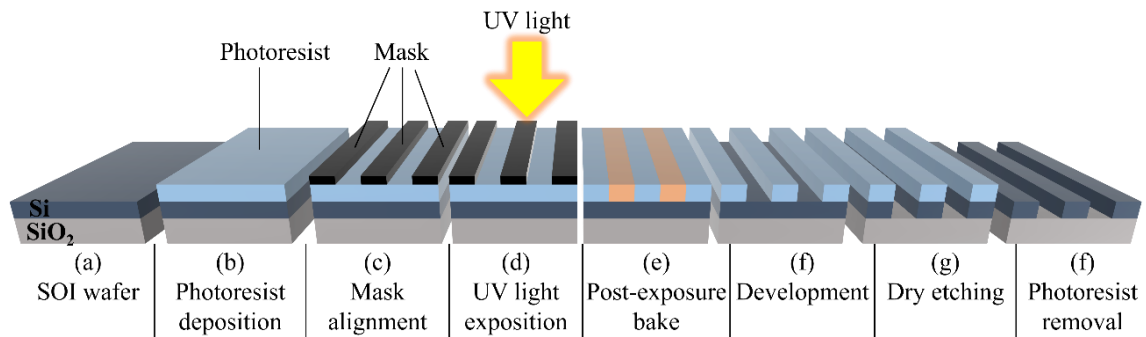 UV light
Photoresist
Mask
Si
SiO₂
(a)
SOI wafer
(b)
Photoresist
deposition
(c)
Mask
alignment
(d)
UV light
exposition
(e)
Post-exposure
bake
(f)
Development
(g)
Dry etching
(f)
Photoresist
removal